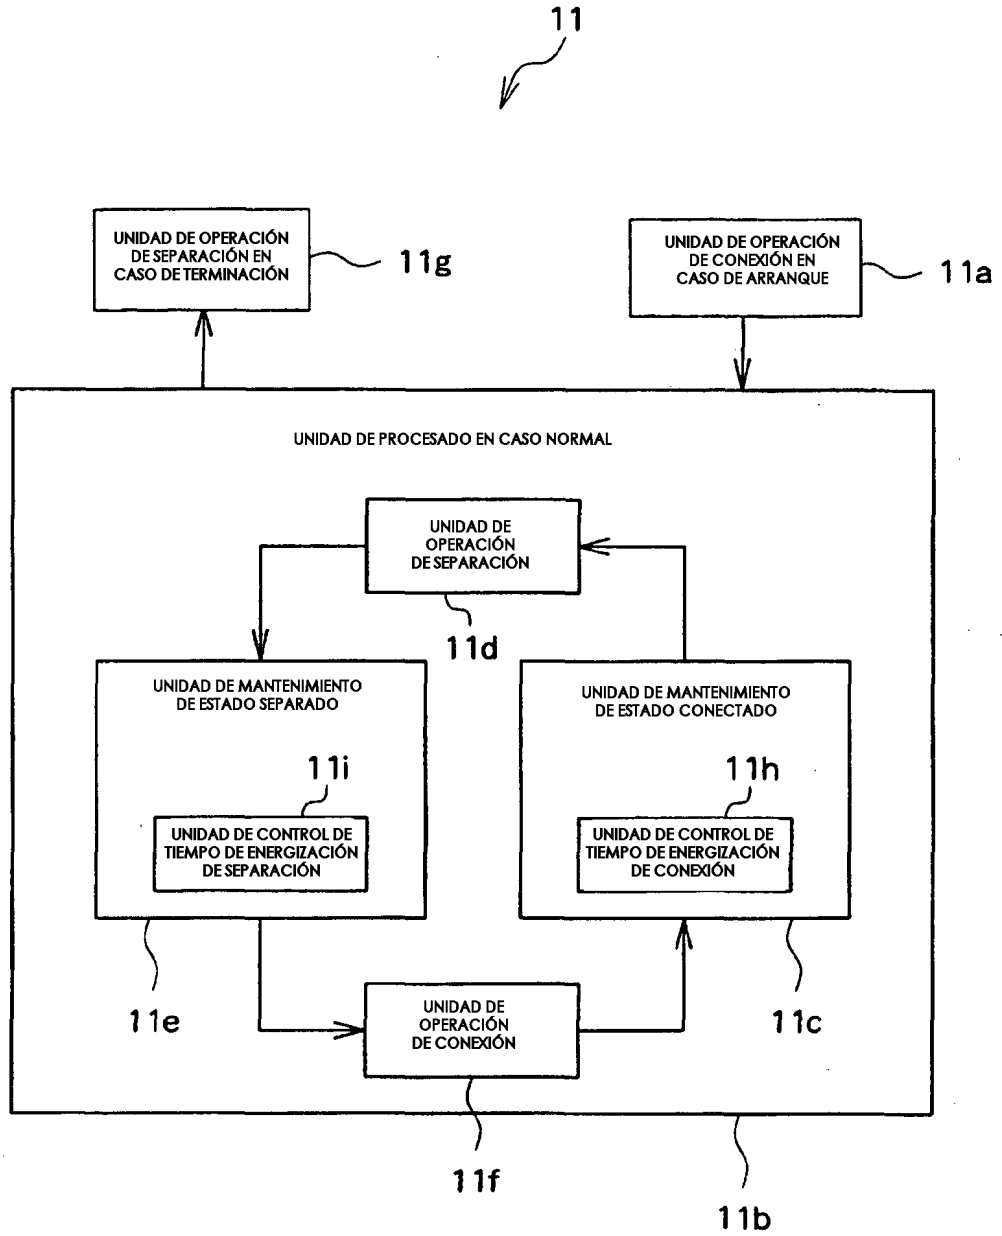 11
UNIDAD DE OPERACIÓN
DE SEPARACIÓN EN
CASO DE TERMINACIÓN
11g
UNIDAD DE OPERACIÓN
DE CONEXIÓN EN
CASO DE ARRANQUE
11a
UNIDAD DE PROCESADO EN CASO NORMAL
UNIDAD DE
OPERACIÓN
DE SEPARACIÓN
11d
UNIDAD DE MANTENIMIENTO
DE ESTADO SEPARADO
11i
UNIDAD DE CONTROL DE
TIEMPO DE ENERGIZACIÓN
DE SEPARACIÓN
11e
UNIDAD DE MANTENIMIENTO
DE ESTADO CONECTADO
11h
UNIDAD DE CONTROL DE
TIEMPO DE ENERGIZACIÓN
DE CONEXIÓN
11c
UNIDAD DE
OPERACIÓN
DE CONEXIÓN
11f
11b